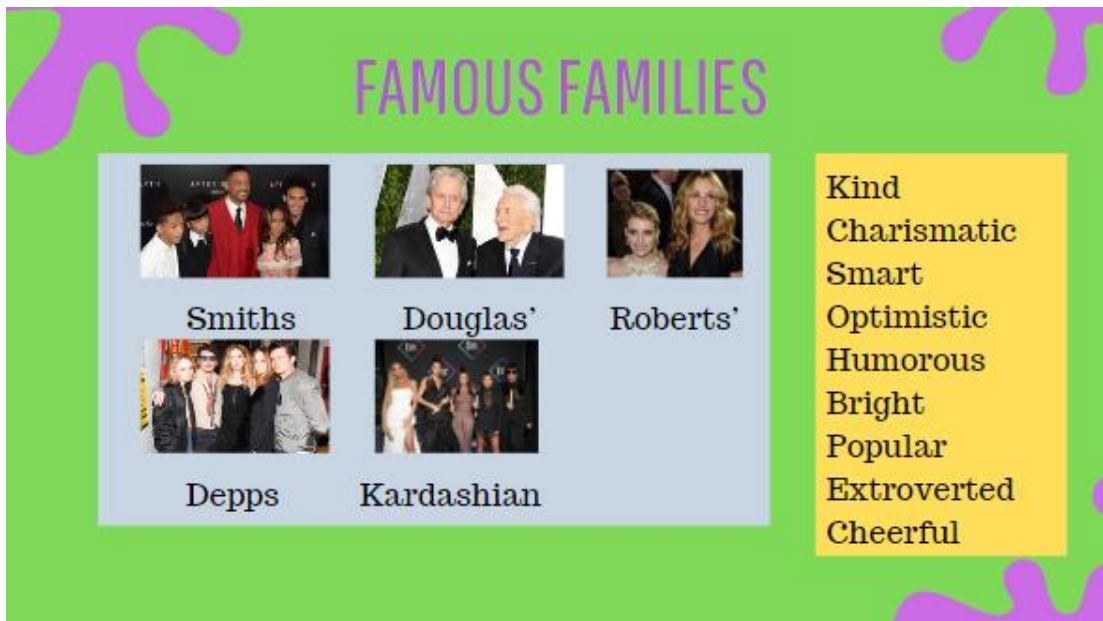 FAMOUS FAMILIES
Smiths
Douglas’
Roberts’
Depps
Kardashian
Kind
Charismatic
Smart
Optimistic
Humorous
Bright
Popular
Extroverted
Cheerful